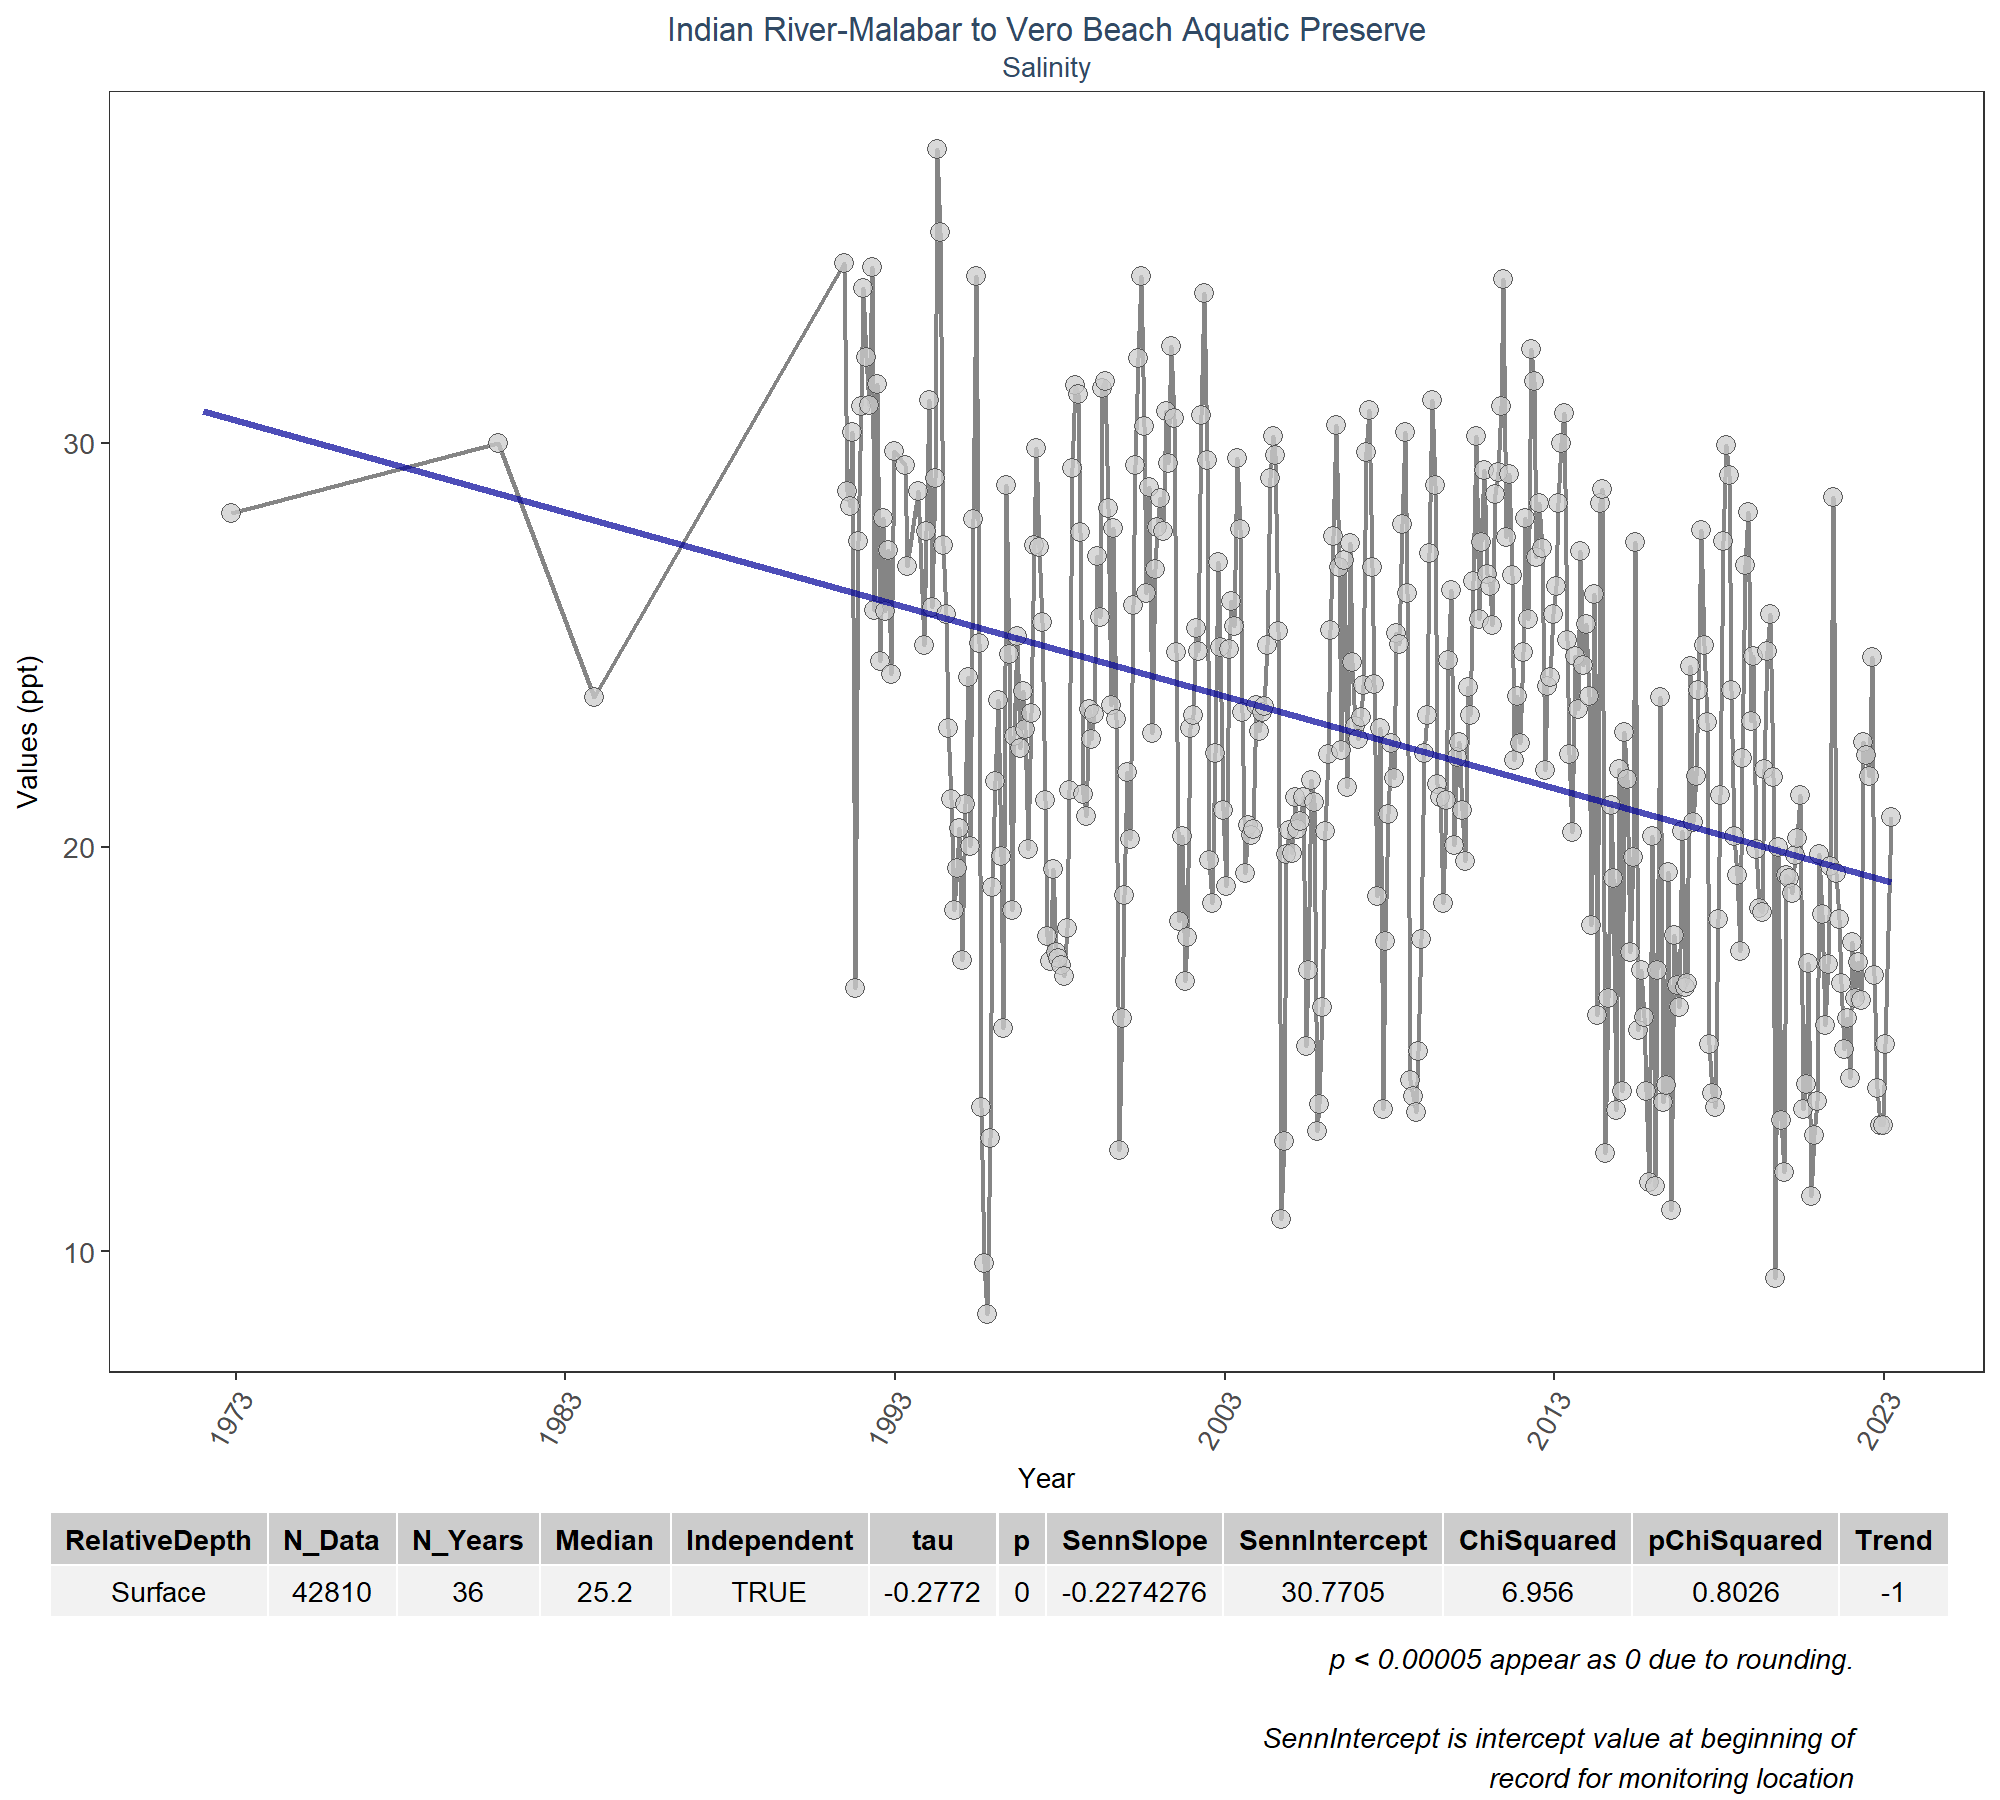 Indian River-Malabar to Vero Beach Aquatic Preserve
Salinity
Values (ppt)
30
20
10
1973
1983
1993
2003
2013
2023
Year
RelativeDepth N_Data N_Years Median Independent tau p SennSlope SennIntercept ChiSquared pChiSquared Trend
Surface 42810 36 25.2 TRUE -0.2772 0 -0.2274276 30.7705 6.956 0.8026 -1
p < 0.00005 appear as 0 due to rounding.
SennIntercept is intercept value at beginning of
record for monitoring location